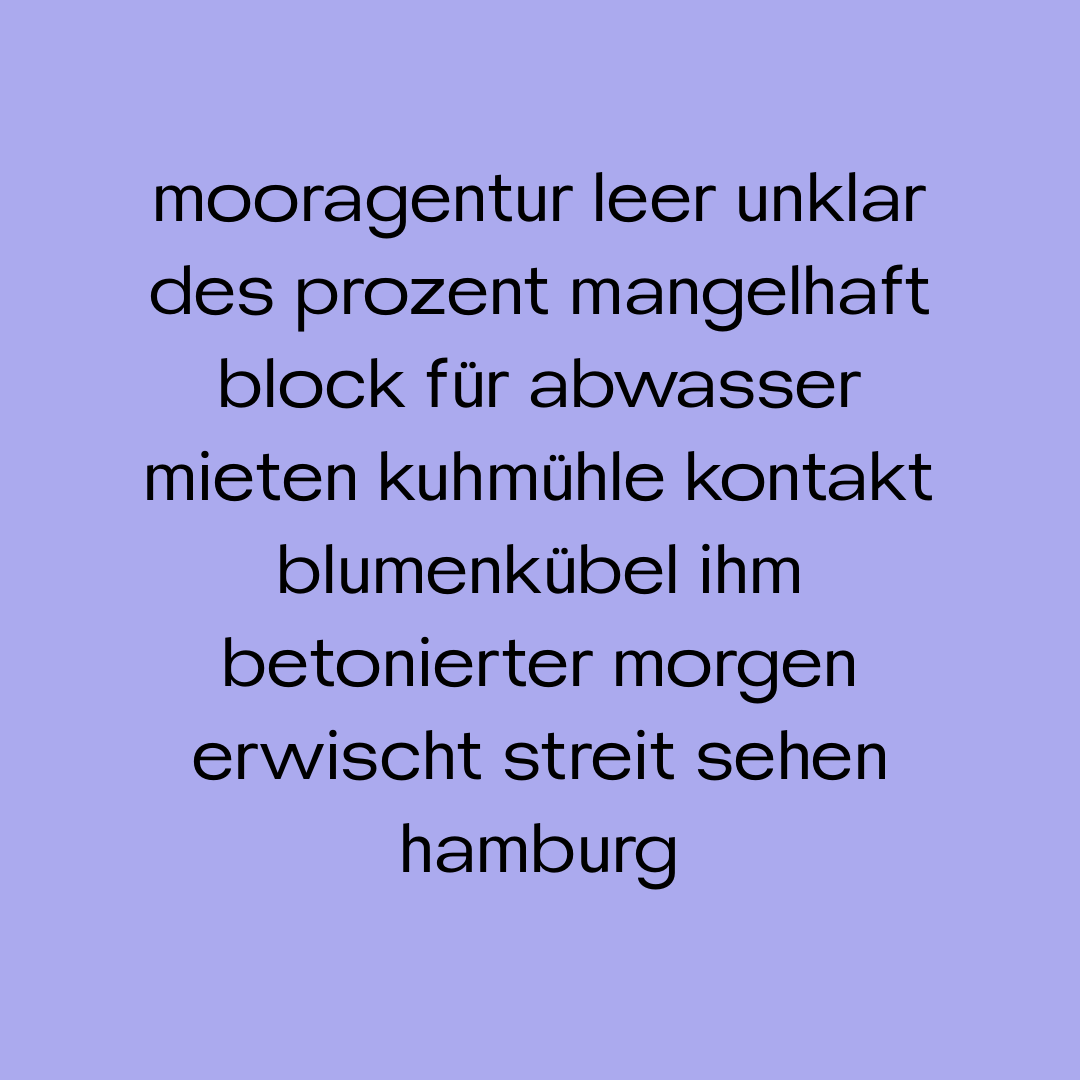 mooragentur leer unklar
des prozent mangelhaft
block für abwasser
mieten kuhmühle kontakt
blumenkübel ihm
betonierter morgen
erwischt streit sehen
hamburg